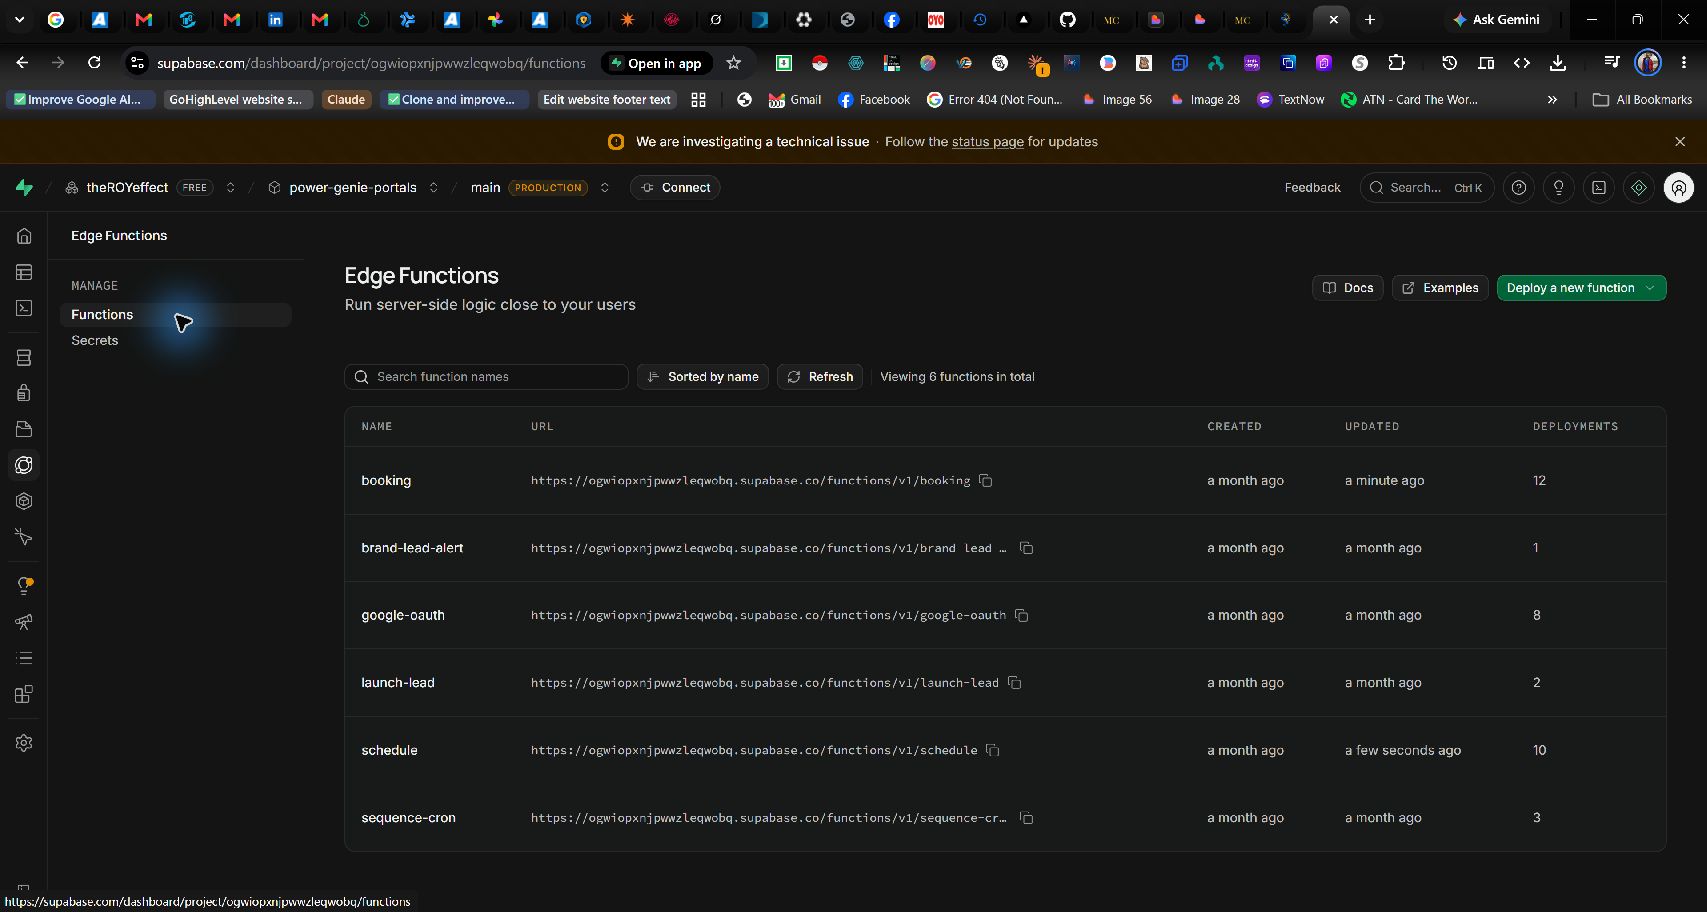 Ask Gemini
supabase.com/dashboard/project/ogwiopxnjpwwzleqwobq/functions
Open in app
✅Improve Google AI...
GoHighLevel website s...
Claude
✅Clone and improve...
Edit website footer text
Gmail
Facebook
Error 404 (Not Foun...
Image 56
Image 28
TextNow
ATN - Card The Wor...
All Bookmarks
We are investigating a technical issue · Follow the status page for updates
theROYeffect FREE
power-genie-portals
main PRODUCTION
Connect
Feedback
Search... Ctrl K
Edge Functions
MANAGE
Functions
Secrets
Edge Functions
Run server-side logic close to your users
Docs
Examples
Deploy a new function
Search function names
Sorted by name
Refresh
Viewing 6 functions in total
NAME URL CREATED UPDATED DEPLOYMENTS
booking https://ogwiopxnjpwwzleqwobq.supabase.co/functions/v1/booking a month ago a minute ago 12
brand-lead-alert https://ogwiopxnjpwwzleqwobq.supabase.co/functions/v1/brand lead … a month ago a month ago 1
google-oauth https://ogwiopxnjpwwzleqwobq.supabase.co/functions/v1/google-oauth a month ago a month ago 8
launch-lead https://ogwiopxnjpwwzleqwobq.supabase.co/functions/v1/launch-lead a month ago a month ago 2
schedule https://ogwiopxnjpwwzleqwobq.supabase.co/functions/v1/schedule a month ago a few seconds ago 10
sequence-cron https://ogwiopxnjpwwzleqwobq.supabase.co/functions/v1/sequence-cr… a month ago a month ago 3
https://supabase.com/dashboard/project/ogwiopxnjpwwzleqwobq/functions